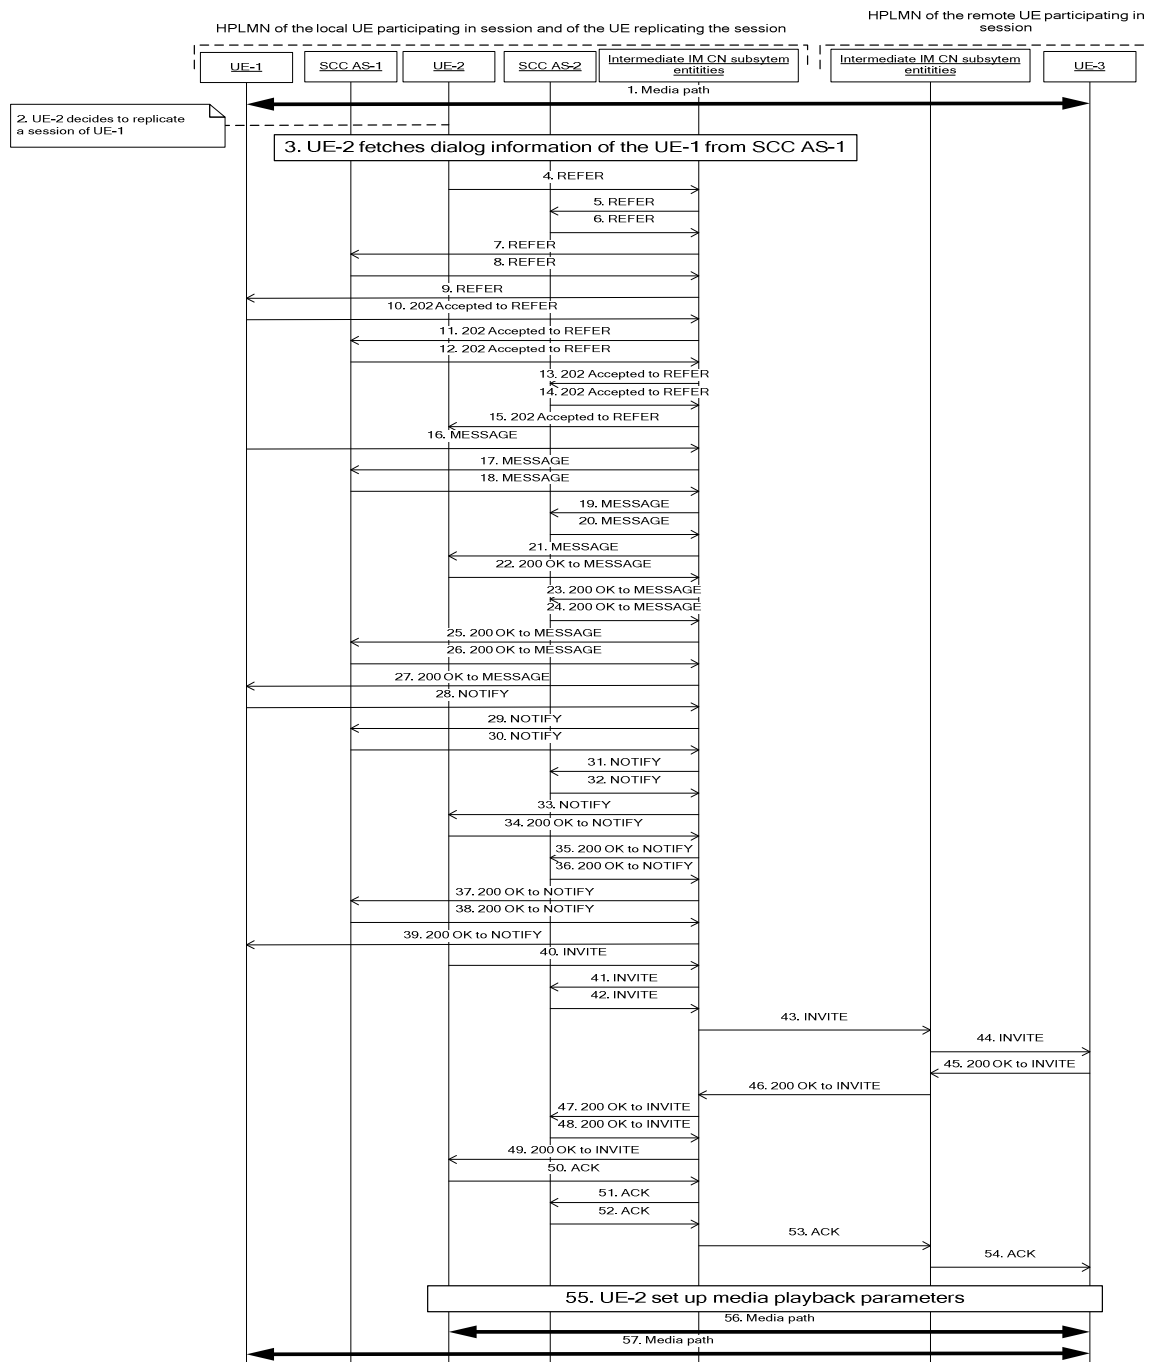 HPLMN of the local UE participating in session and of the UE replicating the session
HPLMN of the remote UE participating in
session
UE-1
SCC AS-1
UE-2
SCC AS-2
Intermediate IM CN subsytem
entitities
Intermediate IM CN subsytem
entitities
UE-3
1. Media path
2. UE-2 decides to replicate
a session of UE-1
3. UE-2 fetches dialog information of the UE-1 from SCC AS-1
4. REFER
5. REFER
6. REFER
7. REFER
8. REFER
9. REFER
10. 202 Accepted to REFER
11. 202 Accepted to REFER
12. 202 Accepted to REFER
13. 202 Accepted to REFER
14. 202 Accepted to REFER
15. 202 Accepted to REFER
16. MESSAGE
17. MESSAGE
18. MESSAGE
19. MESSAGE
20. MESSAGE
21. MESSAGE
22. 200 OK to MESSAGE
23. 200 OK to MESSAGE
24. 200 OK to MESSAGE
25. 200 OK to MESSAGE
26. 200 OK to MESSAGE
27. 200 OK to MESSAGE
28. NOTIFY
29. NOTIFY
30. NOTIFY
31. NOTIFY
32. NOTIFY
33. NOTIFY
34. 200 OK to NOTIFY
35. 200 OK to NOTIFY
36. 200 OK to NOTIFY
37. 200 OK to NOTIFY
38. 200 OK to NOTIFY
39. 200 OK to NOTIFY
40. INVITE
41. INVITE
42. INVITE
43. INVITE
44. INVITE
45. 200 OK to INVITE
46. 200 OK to INVITE
47. 200 OK to INVITE
48. 200 OK to INVITE
49. 200 OK to INVITE
50. ACK
51. ACK
52. ACK
53. ACK
54. ACK
55. UE-2 set up media playback parameters
56. Media path
57. Media path